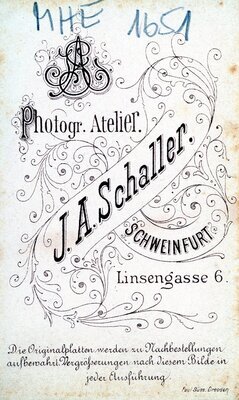 MHE 1651
JAS
Photogr. Atelier.
J. A. Schaller.
SCHWEINFURT.
Linsengasse 6.
Die Originalplatten werden zu Nachbestellungen
aufbewahrt. Vergrößerungen nach diesem Bilde in
jeder Ausführung.